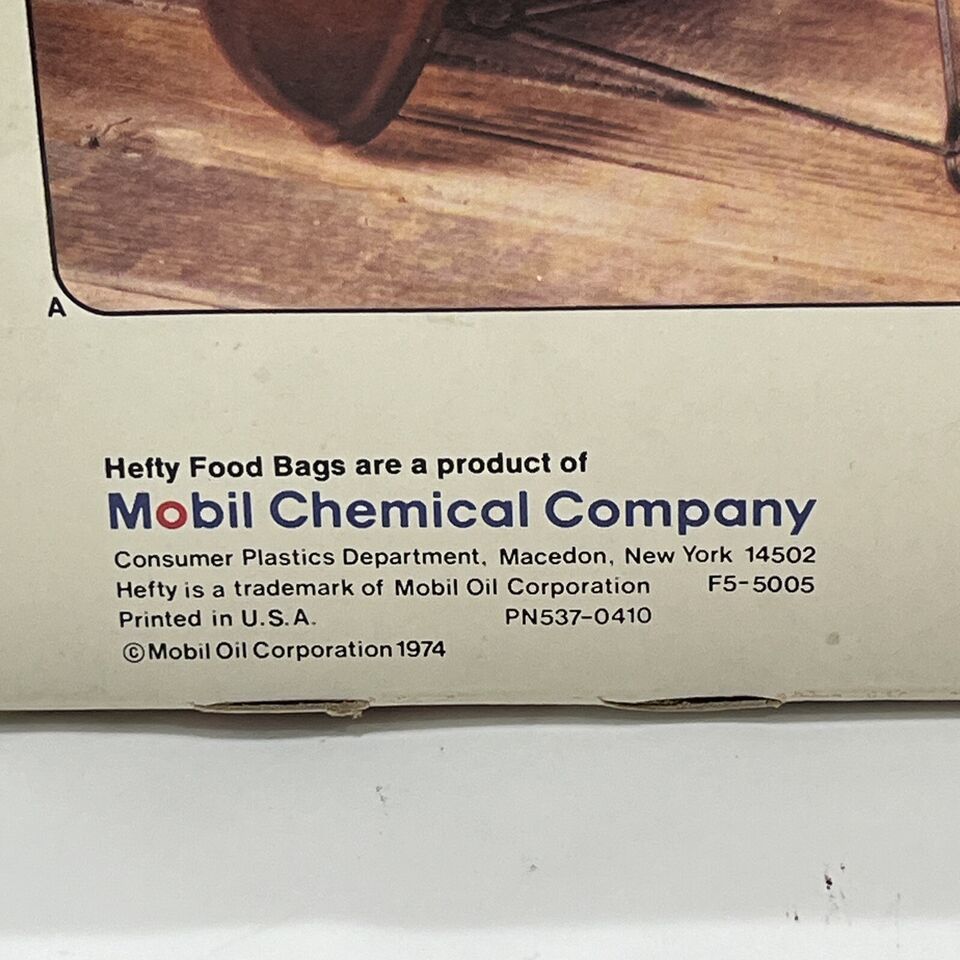 A
Hefty Food Bags are a product of
Mobil Chemical Company
Consumer Plastics Department, Macedon, New York 14502
Hefty is a trademark of Mobil Oil Corporation F5-5005
Printed in U.S.A. PN537-0410
©Mobil Oil Corporation 1974